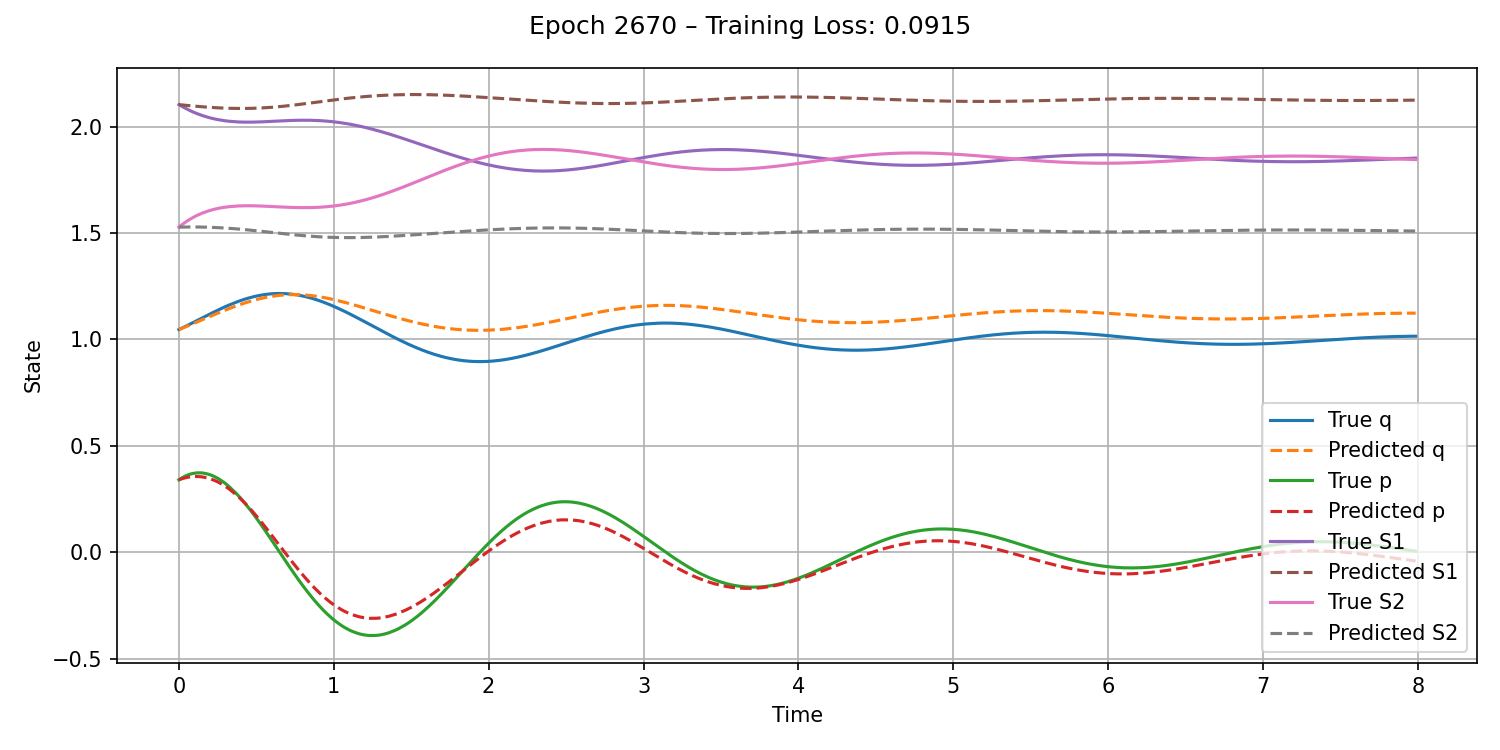 Epoch 2670 – Training Loss: 0.0915
State
2.0
1.5
1.0
0.5
0.0
−0.5
0 1 2 3 4 5 6 7 8
Time
True q
Predicted q
True p
Predicted p
True S1
Predicted S1
True S2
Predicted S2